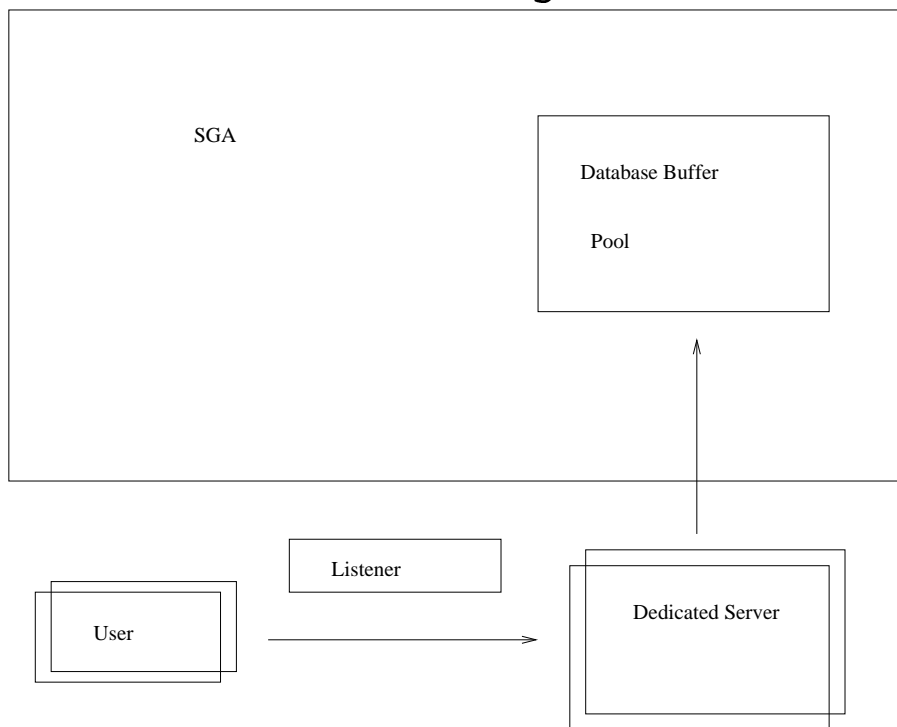 SGA
Database Buffer
Pool
Listener
User
Dedicated Server